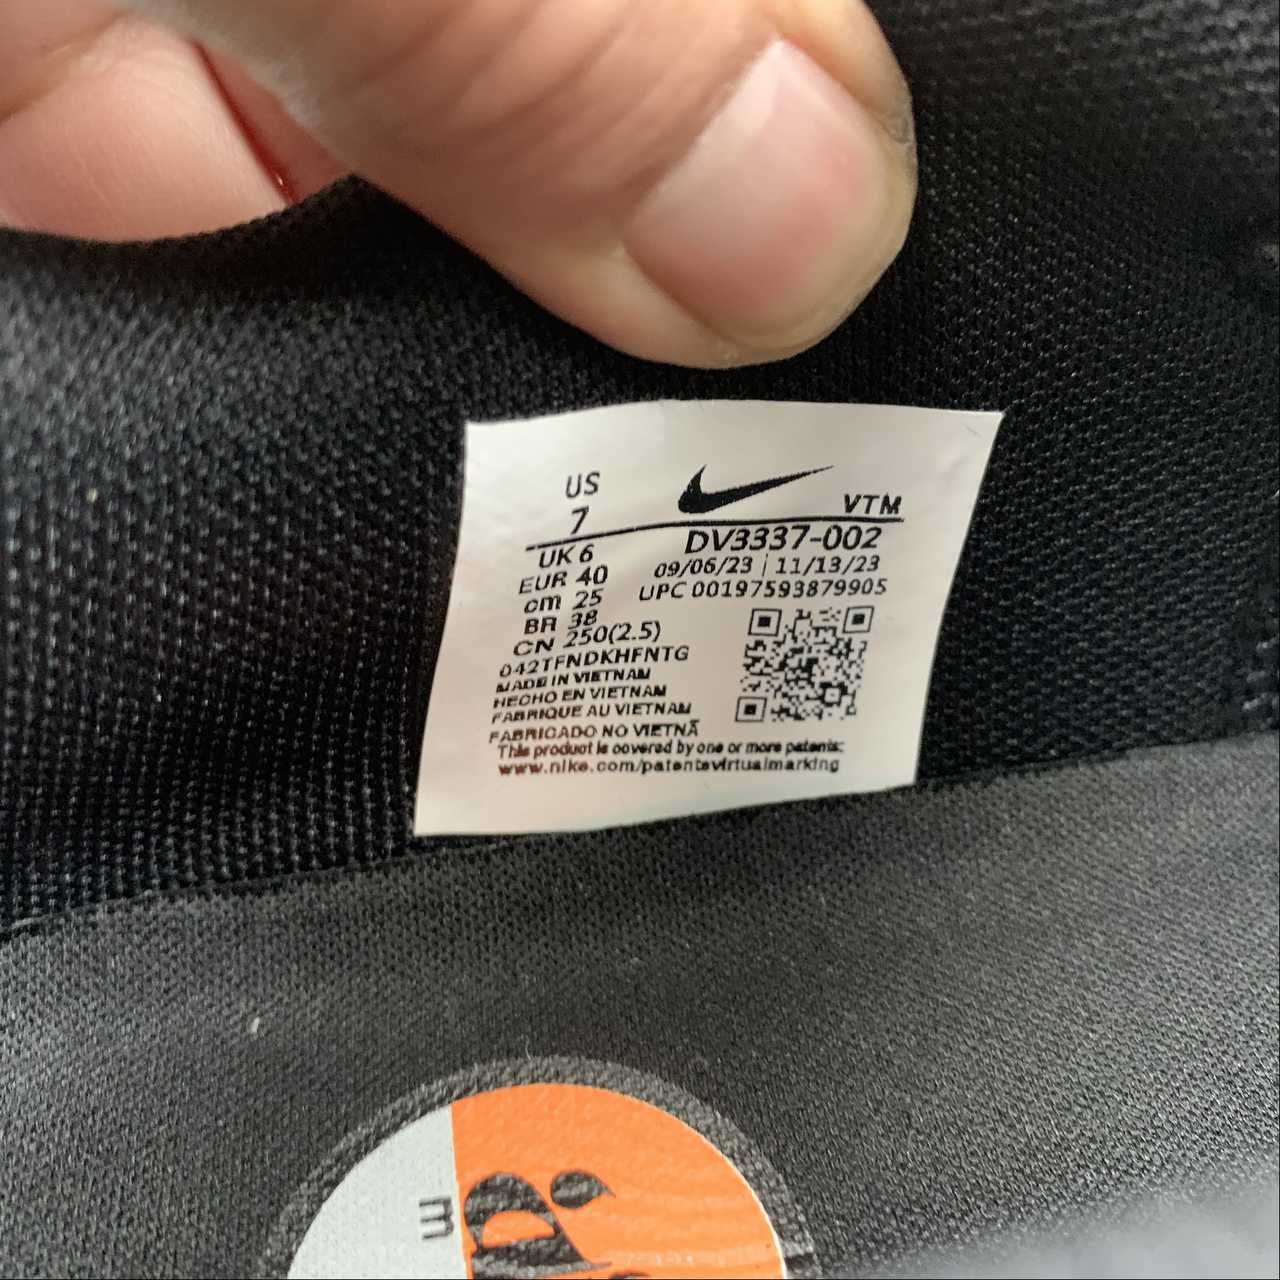 US
7
VTM
UK 6
DV3337-002
EUR 40
09/06/23 | 11/13/23
cm 25
UPC 00197593879905
BR 38
CN 250(2.5)
042TFNDKHFNTG
MADE IN VIETNAM
HECHO EN VIETNAM
FABRIQUE AU VIETNAM
FABRICADO NO VIETNÃ
This product is covered by one or more patents:
www.nike.com/patentsvirtualmarking
m